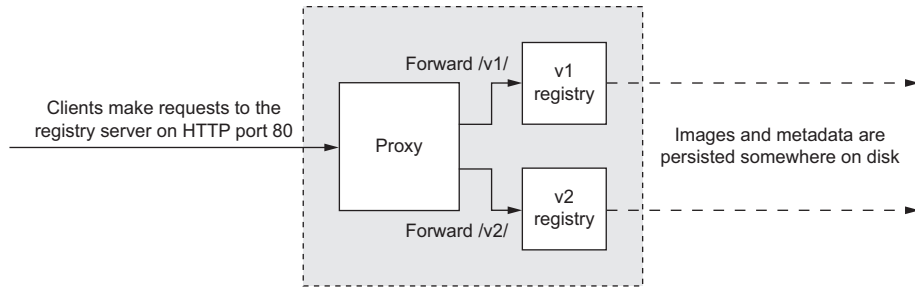 Clients make requests to the
registry server on HTTP port 80
Proxy
Forward /v1/
v1
registry
Forward /v2/
v2
registry
Images and metadata are
persisted somewhere on disk